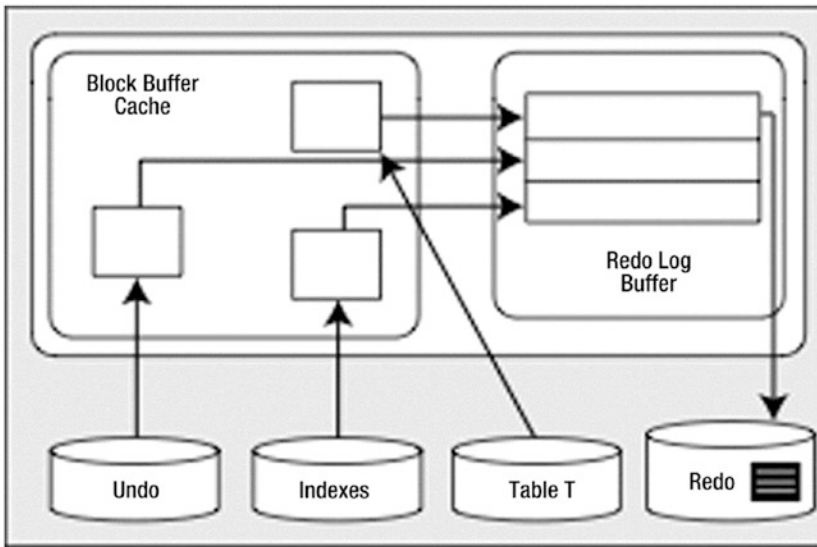 Block Buffer
Cache
Redo Log
Buffer
Undo
Indexes
Table T
Redo